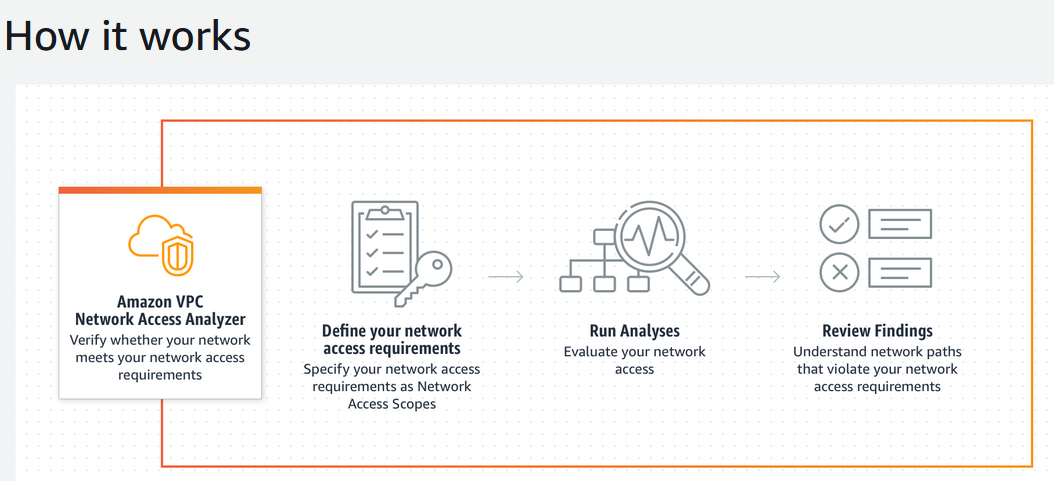 How it works
Amazon VPC
Network Access Analyzer
Verify whether your network
meets your network access
requirements
Define your network
access requirements
Specify your network access
requirements as Network
Access Scopes
Run Analyses
Evaluate your network
access
Review Findings
Understand network paths
that violate your network
access requirements